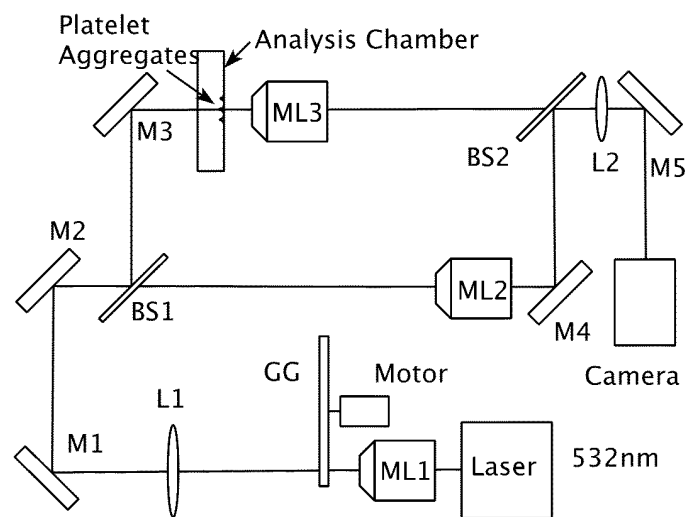 Platelet
Aggregates
Analysis Chamber
M3
ML3
BS2
L2
M5
M2
BS1
ML2
M4
Camera
GG
Motor
L1
M1
ML1
Laser
532nm